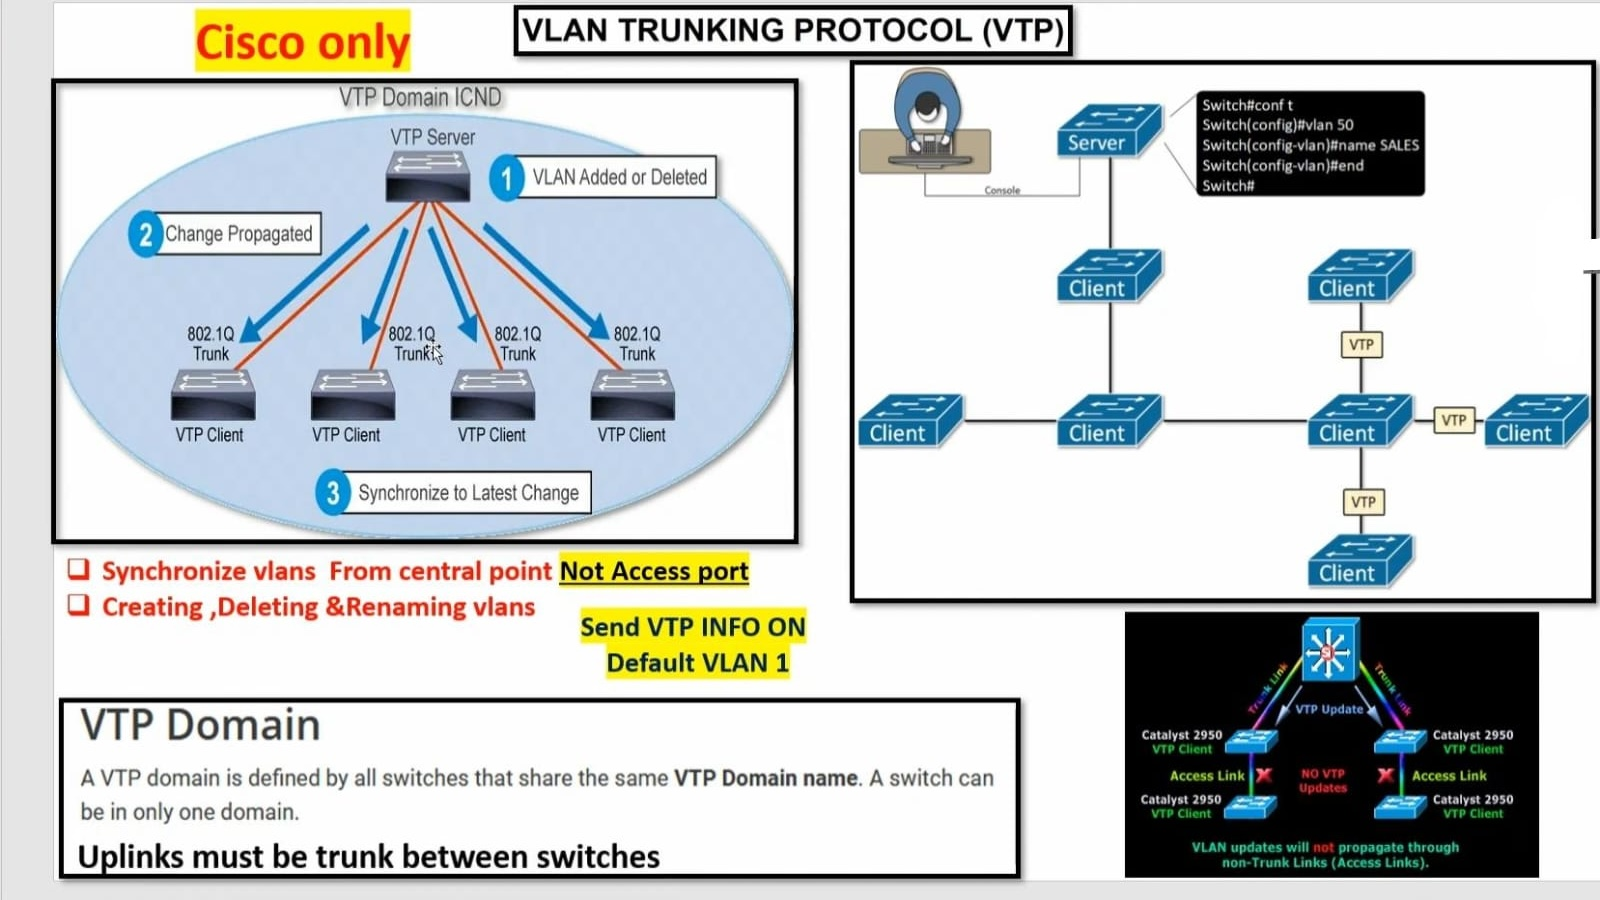 Cisco only
VLAN TRUNKING PROTOCOL (VTP)
VTP Domain ICND
VTP Server
1 VLAN Added or Deleted
2 Change Propagated
802.1Q
Trunk
802.1Q
Trunk
802.1Q
Trunk
802.1Q
Trunk
VTP Client
VTP Client
VTP Client
VTP Client
3 Synchronize to Latest Change
Server
Console
Switch#conf t
Switch(config)#vlan 50
Switch(config-vlan)#name SALES
Switch(config-vlan)#end
Switch#
Client
Client
VTP
Client
Client
Client
VTP
Client
VTP
Client
Synchronize vlans From central point Not Access port
Creating ,Deleting &Renaming vlans
Send VTP INFO ON
Default VLAN 1
VTP Domain
A VTP domain is defined by all switches that share the same VTP Domain name. A switch can
be in only one domain.
Uplinks must be trunk between switches
Trunk Link
Trunk Link
VTP Update
Catalyst 2950
VTP Client
Catalyst 2950
VTP Client
Access Link
NO VTP
Updates
Access Link
Catalyst 2950
VTP Client
Catalyst 2950
VTP Client
VLAN updates will not propagate through
non-Trunk Links (Access Links).